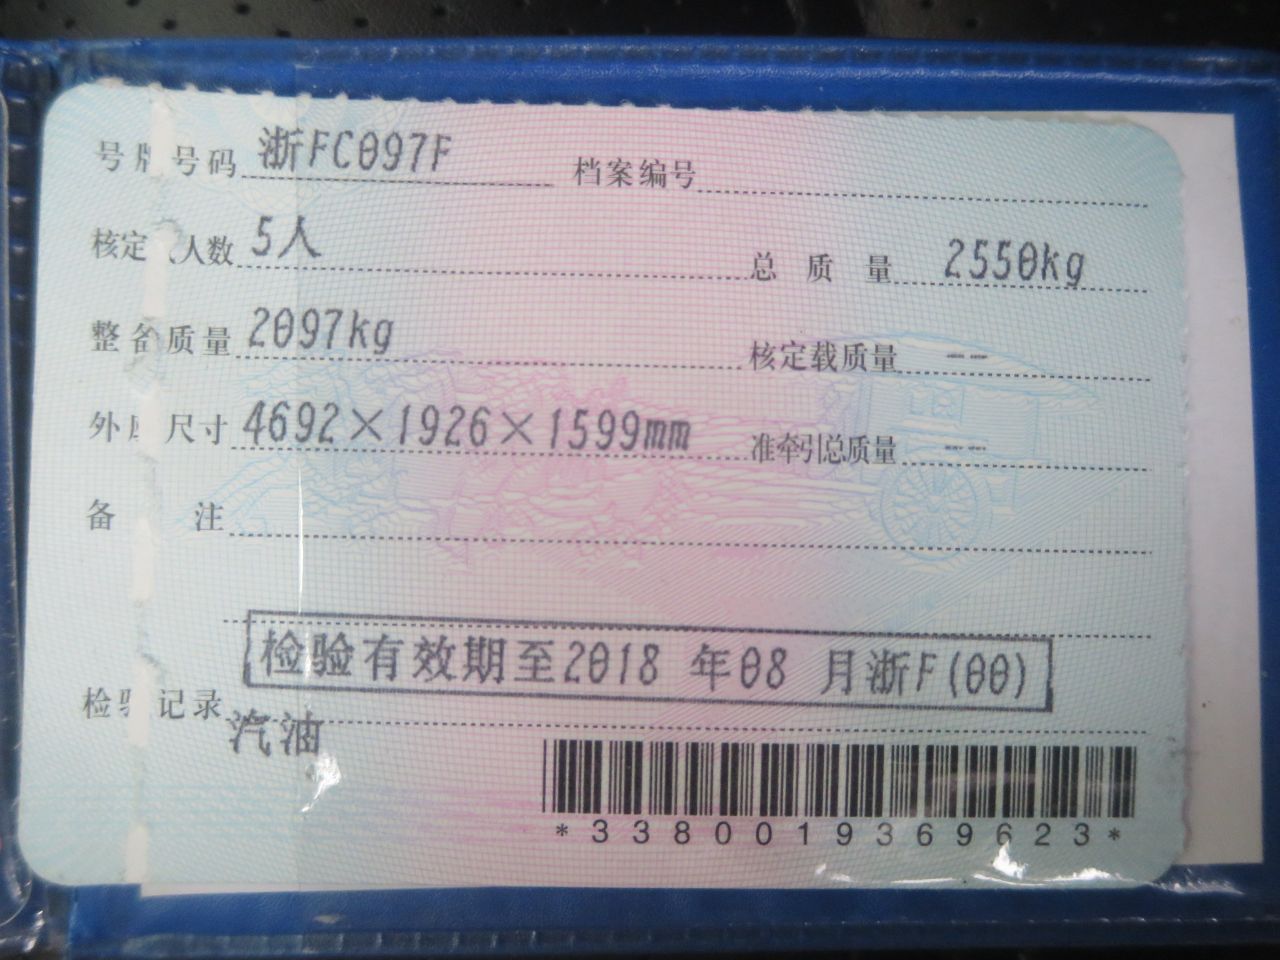 号牌号码 浙FC097F 档案编号
核定 人数 5人 总质量 2550kg
整备质量 2097kg 核定载质量 --
外 尺寸 4692×1926×1599mm 准牵引总质量 --
备注
检验有效期至2018 年08 月浙F(00)
检验记录
汽油
*3380019369623*